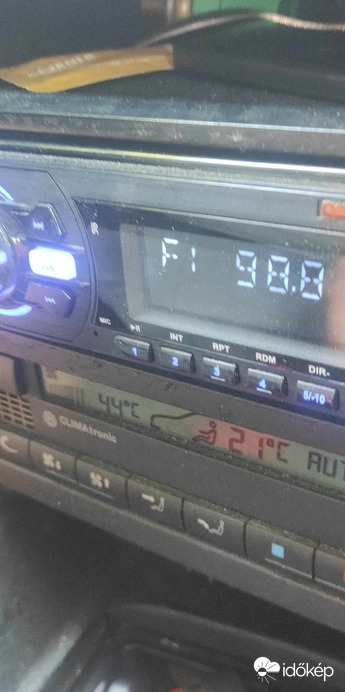 F1 98.8
MIC
▶II INT RPT RDM DIR-
1 2 3 4 5/-10
44°C 21°C AUT
CLIMAtronic
időkép